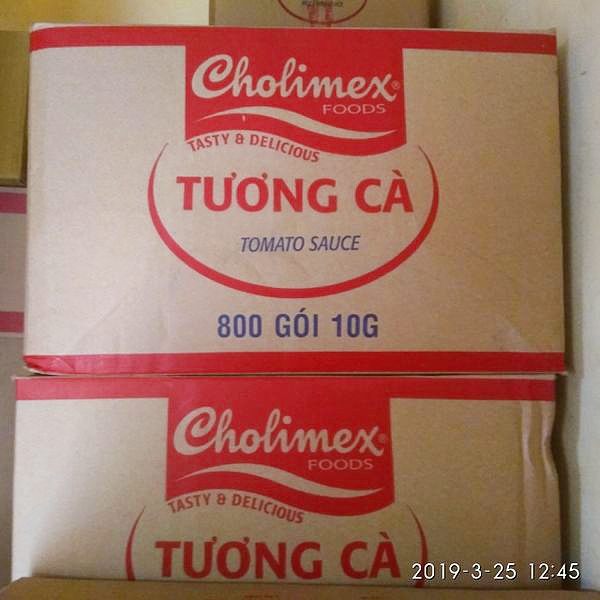 Cholimex®
FOODS
TASTY & DELICIOUS
TƯƠNG CÀ
TOMATO SAUCE
800 GÓI 10G
Cholimex®
FOODS
TASTY & DELICIOUS
TƯƠNG CÀ
2019-3-25 12:45